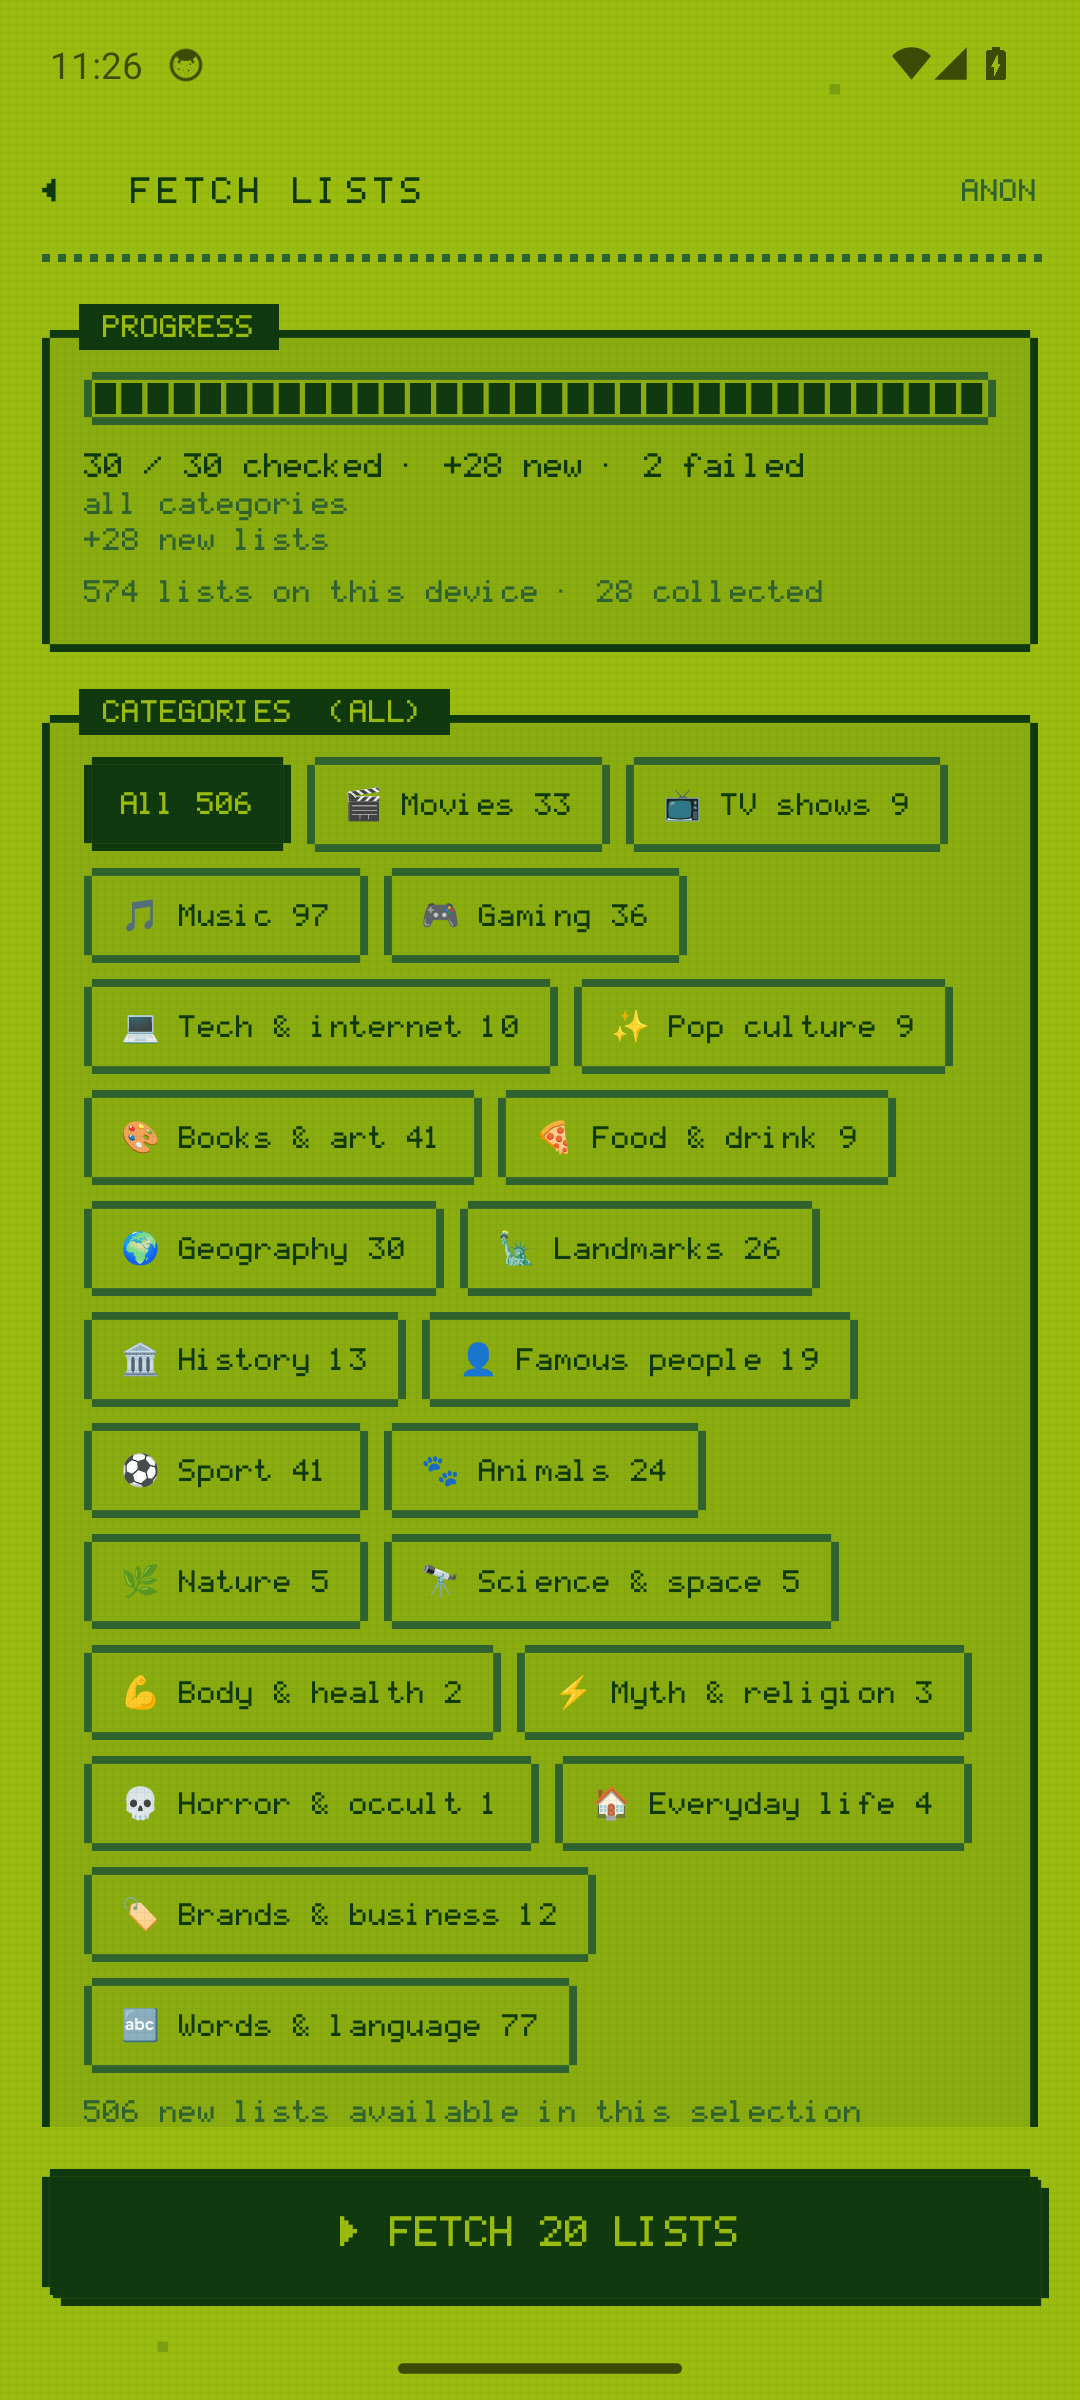 11:26
FETCH LISTS
ANON
PROGRESS
30 / 30 checked · +28 new · 2 failed
all categories
+28 new lists
574 lists on this device · 28 collected
CATEGORIES (ALL)
All 506
Movies 33
TV shows 9
Music 97
Gaming 36
Tech & internet 10
Pop culture 9
Books & art 41
Food & drink 9
Geography 30
Landmarks 26
History 13
Famous people 19
Sport 41
Animals 24
Nature 5
Science & space 5
Body & health 2
Myth & religion 3
Horror & occult 1
Everyday life 4
Brands & business 12
abc Words & language 77
506 new lists available in this selection
FETCH 20 LISTS